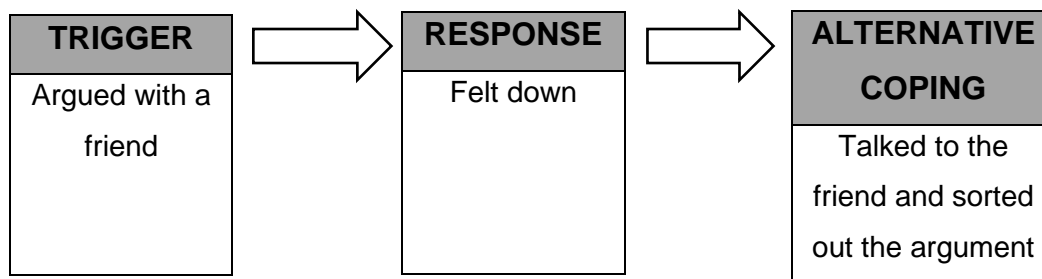 TRIGGER
Argued with a
friend
RESPONSE
Felt down
ALTERNATIVE
COPING
Talked to the
friend and sorted
out the argument